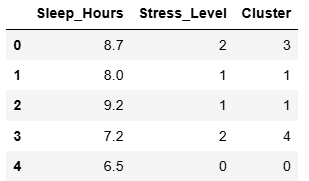 Sleep_Hours Stress_Level Cluster
0 8.7 2 3
1 8.0 1 1
2 9.2 1 1
3 7.2 2 4
4 6.5 0 0